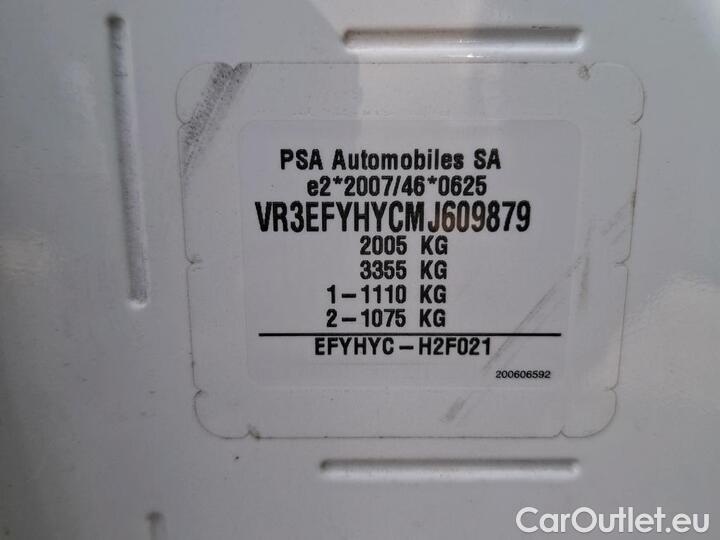 PSA Automobiles SA
e2*2007/46*0625
VR3EFYHYCMJ609879
2005 KG
3355 KG
1-1110 KG
2-1075 KG
EFYHYC-H2F021
200606592
CarOutlet.eu